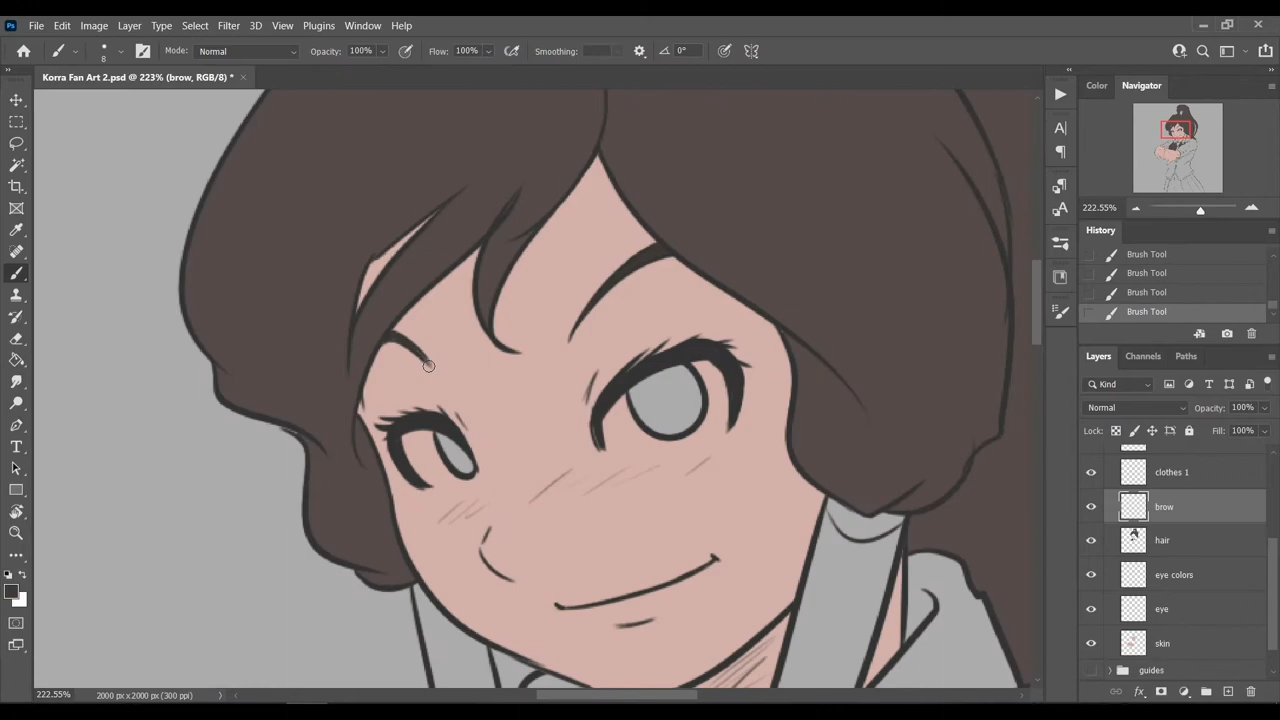 Ps File Edit Image Layer Type Select Filter 3D View Plugins Window Help
8 Mode: Normal Opacity: 100% Flow: 100% Smoothing: 0°
Korra Fan Art 2.psd @ 223% (brow, RGB/8) *
Color Navigator
222.55%
History
Brush Tool
Brush Tool
Brush Tool
Brush Tool
Layers Channels Paths
Kind
Normal Opacity: 100%
Lock: Fill: 100%
clothes 1
brow
hair
eye colors
eye
skin
guides
222.55% 2000 px x 2000 px (300 ppi)